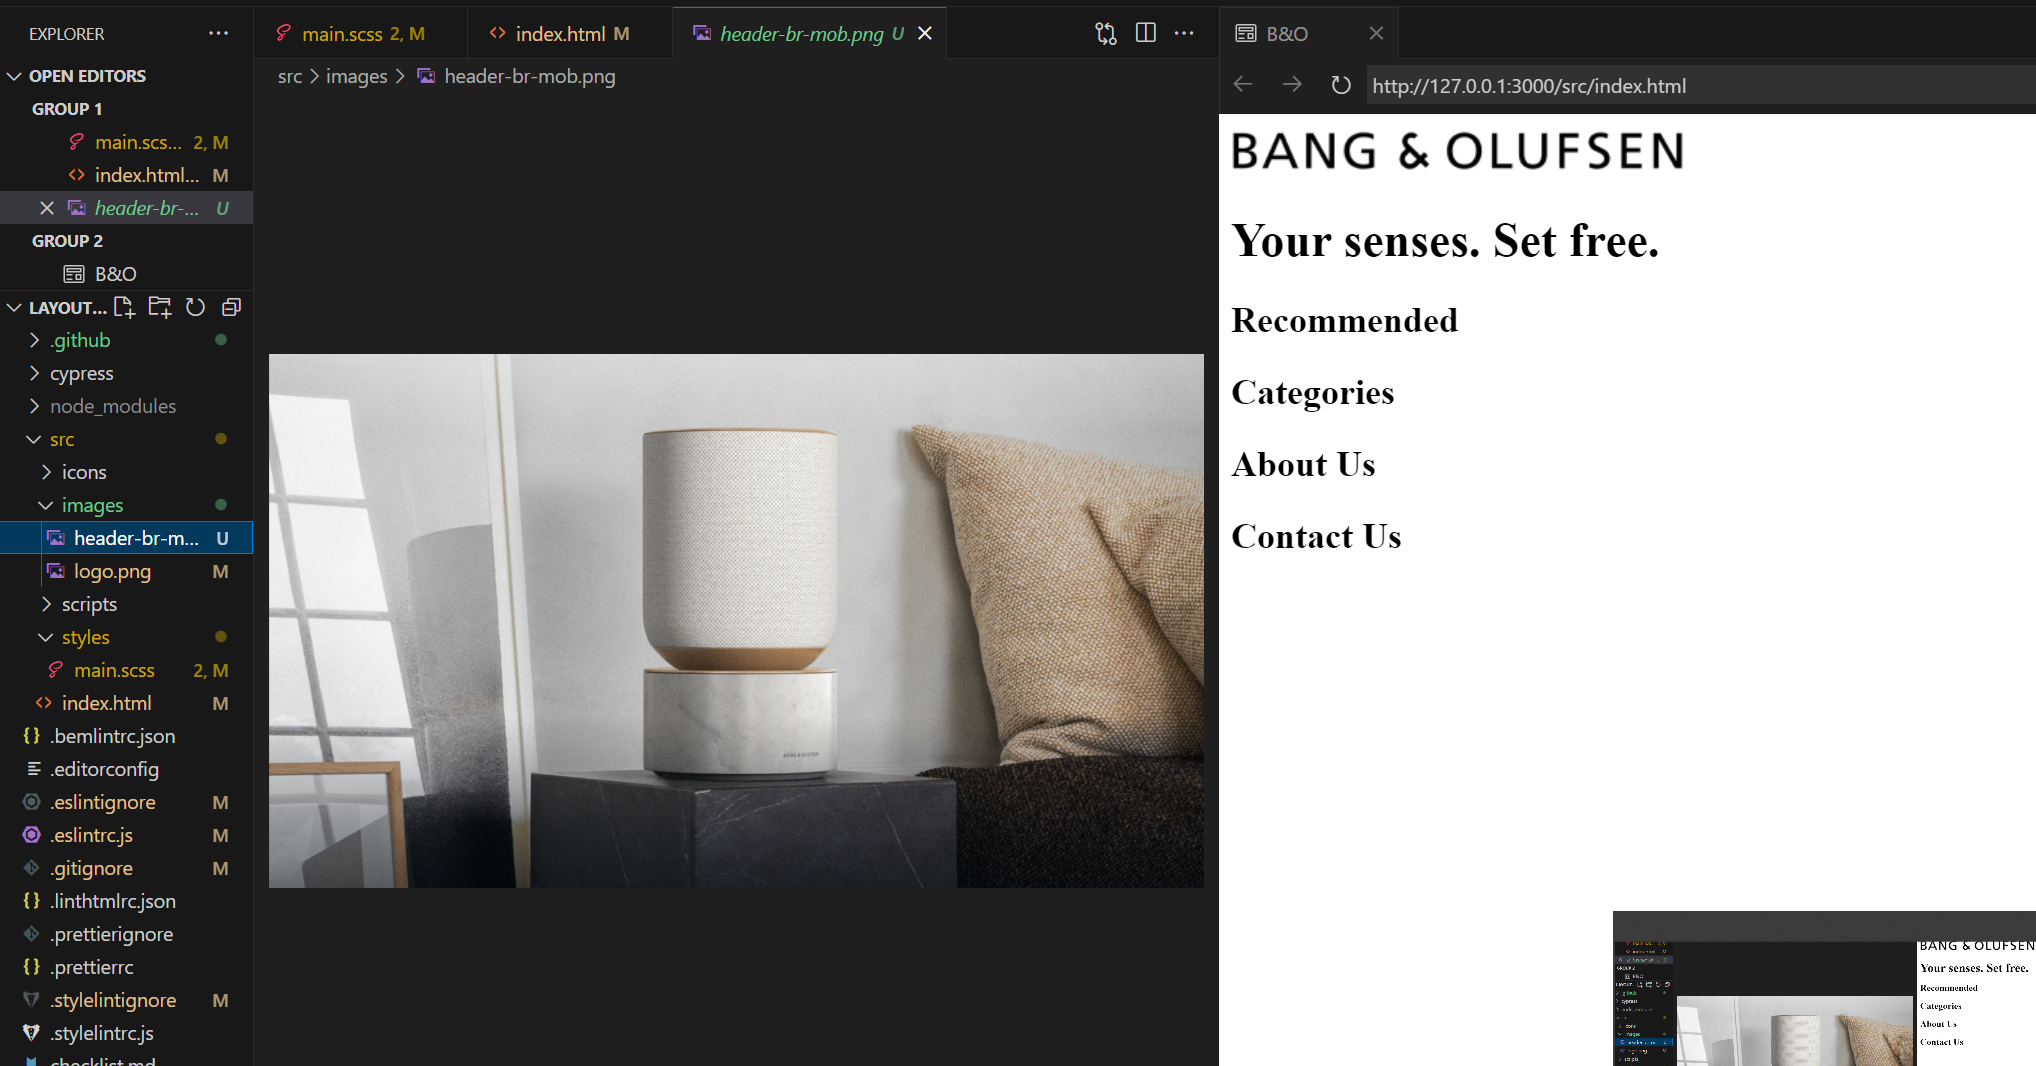 EXPLORER
OPEN EDITORS
GROUP 1
main.scs... 2, M
index.html... M
header-br-... U
GROUP 2
B&O
LAYOUT...
.github
cypress
node_modules
src
icons
images
header-br-m... U
logo.png M
scripts
styles
main.scss 2, M
index.html M
.bemlintrc.json
.editorconfig
.eslintignore M
.eslintrc.js M
.gitignore M
.linthtmlrc.json
.prettierignore
.prettierrc
.stylelintignore M
.stylelintrc.js
checklist.md
main.scss 2, M
index.html M
header-br-mob.png U
src > images > header-br-mob.png
BANG & OLUFSEN
B&O
http://127.0.0.1:3000/src/index.html
BANG & OLUFSEN
Your senses. Set free.
Recommended
Categories
About Us
Contact Us
BANG & OLUFSEN
Your senses. Set free.
Recommended
Categories
About Us
Contact Us